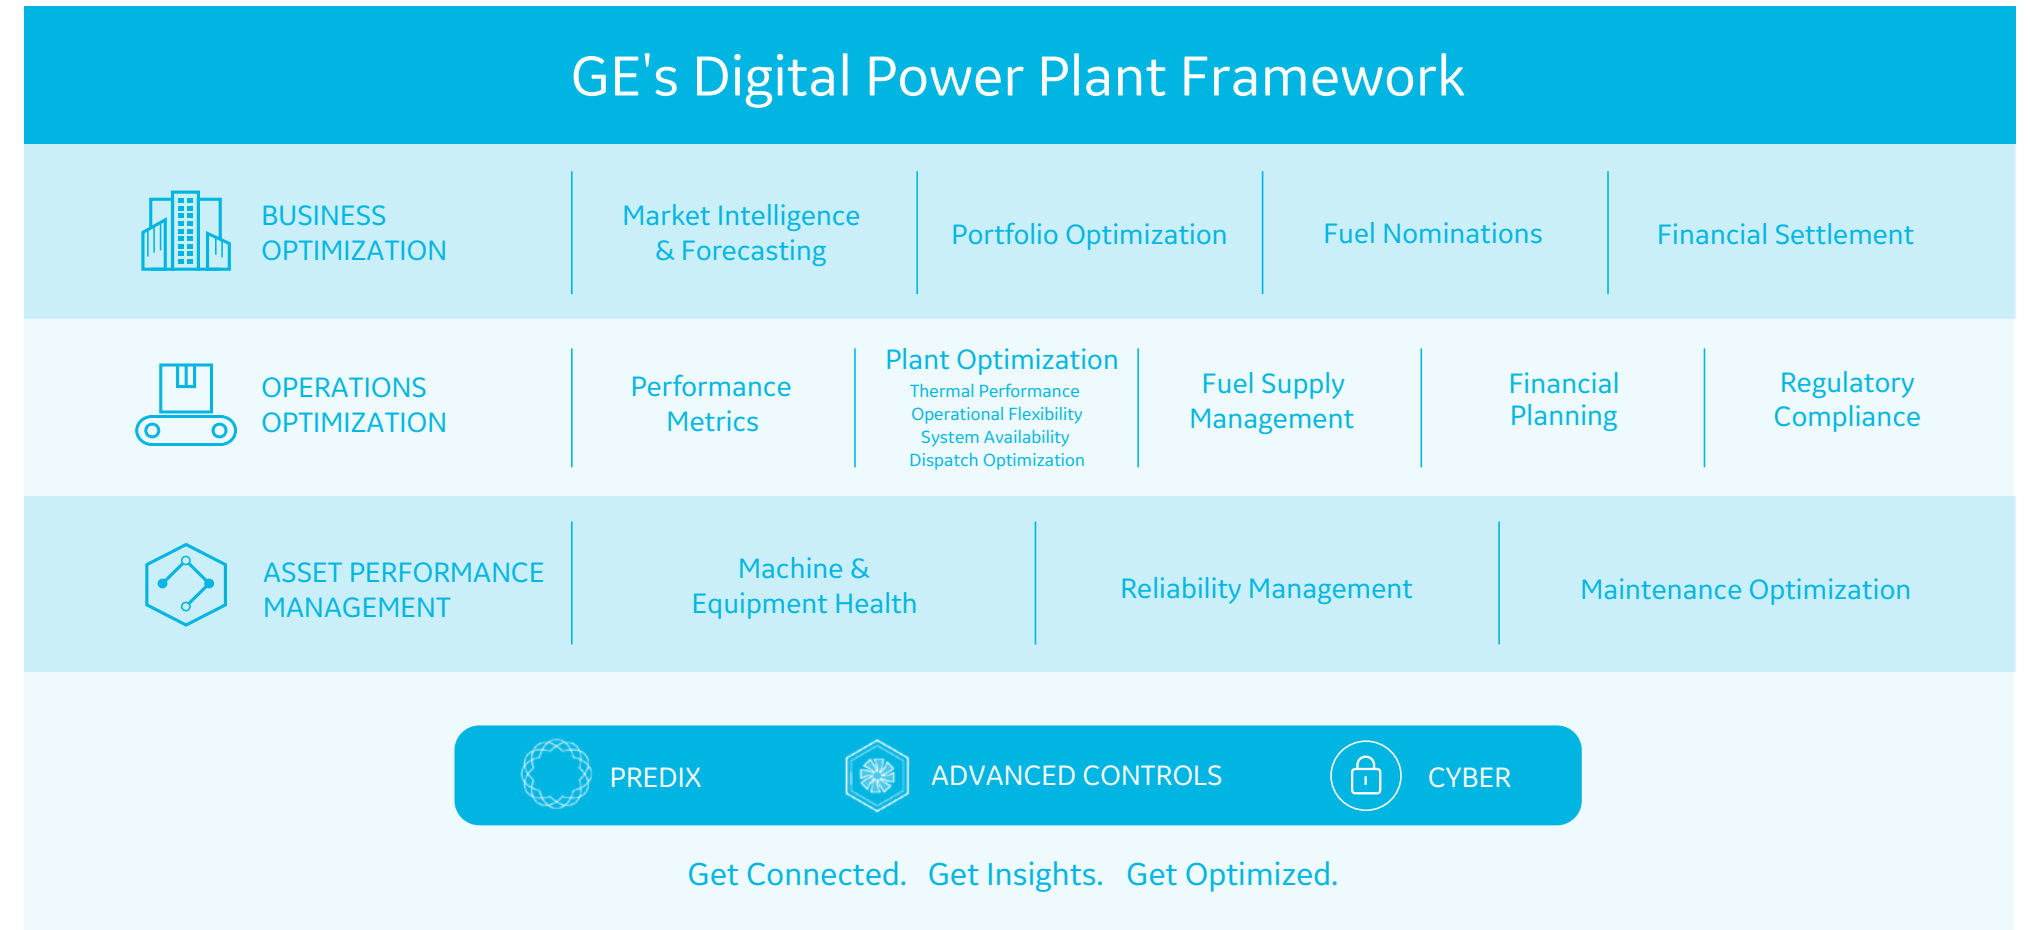 GE's Digital Power Plant Framework
BUSINESS
OPTIMIZATION
Market Intelligence
& Forecasting
Portfolio Optimization
Fuel Nominations
Financial Settlement
OPERATIONS
OPTIMIZATION
Performance
Metrics
Plant Optimization
Thermal Performance
Operational Flexibility
System Availability
Dispatch Optimization
Fuel Supply
Management
Financial
Planning
Regulatory
Compliance
ASSET PERFORMANCE
MANAGEMENT
Machine &
Equipment Health
Reliability Management
Maintenance Optimization
PREDIX
ADVANCED CONTROLS
CYBER
Get Connected. Get Insights. Get Optimized.